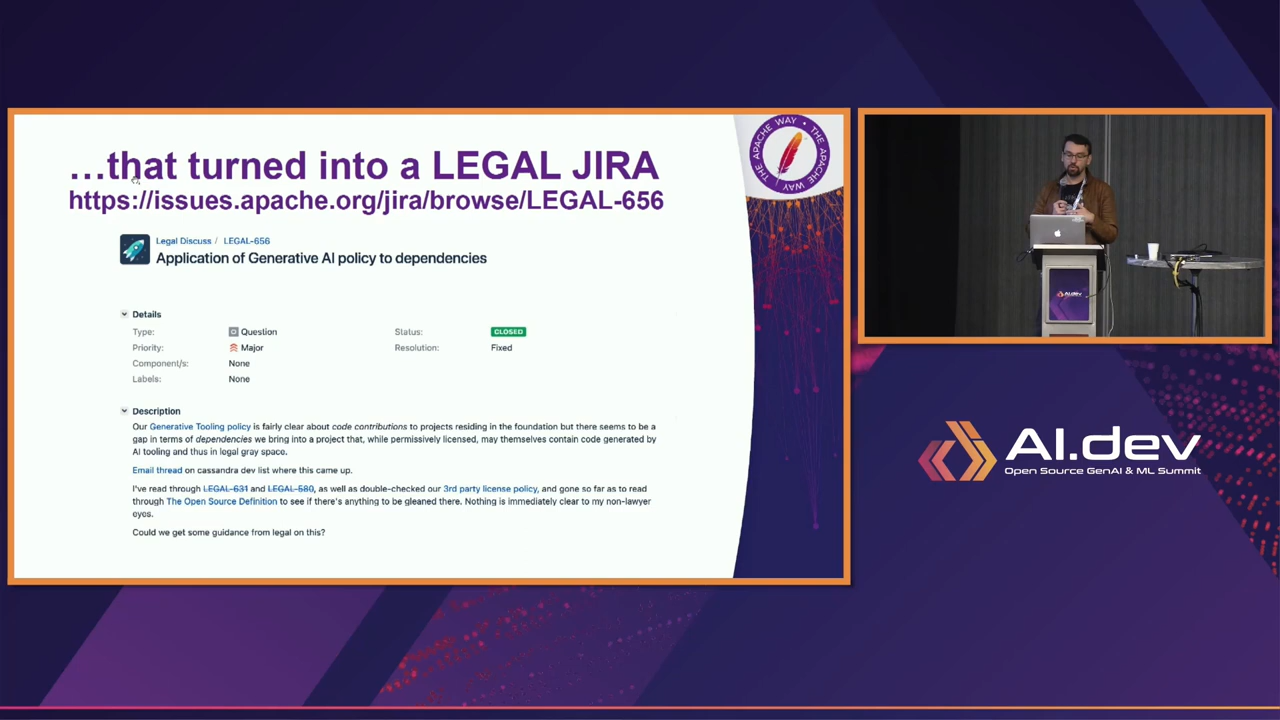 ...that turned into a LEGAL JIRA
https://issues.apache.org/jira/browse/LEGAL-656
THE APACHE WAY • THE APACHE WAY •
Legal Discuss / LEGAL-656
Application of Generative AI policy to dependencies
Details
Type: Question Status: CLOSED
Priority: Major Resolution: Fixed
Component/s: None
Labels: None
Description
Our Generative Tooling policy is fairly clear about code contributions to projects residing in the foundation but there seems to be a
gap in terms of dependencies we bring into a project that, while permissively licensed, may themselves contain code generated by
AI tooling and thus in legal gray space.
Email thread on cassandra dev list where this came up.
I've read through LEGAL-631 and LEGAL-580, as well as double-checked our 3rd party license policy, and gone so far as to read
through The Open Source Definition to see if there's anything to be gleaned there. Nothing is immediately clear to my non-lawyer
eyes.
Could we get some guidance from legal on this?
AI.dev
AI.dev
Open Source GenAI & ML Summit